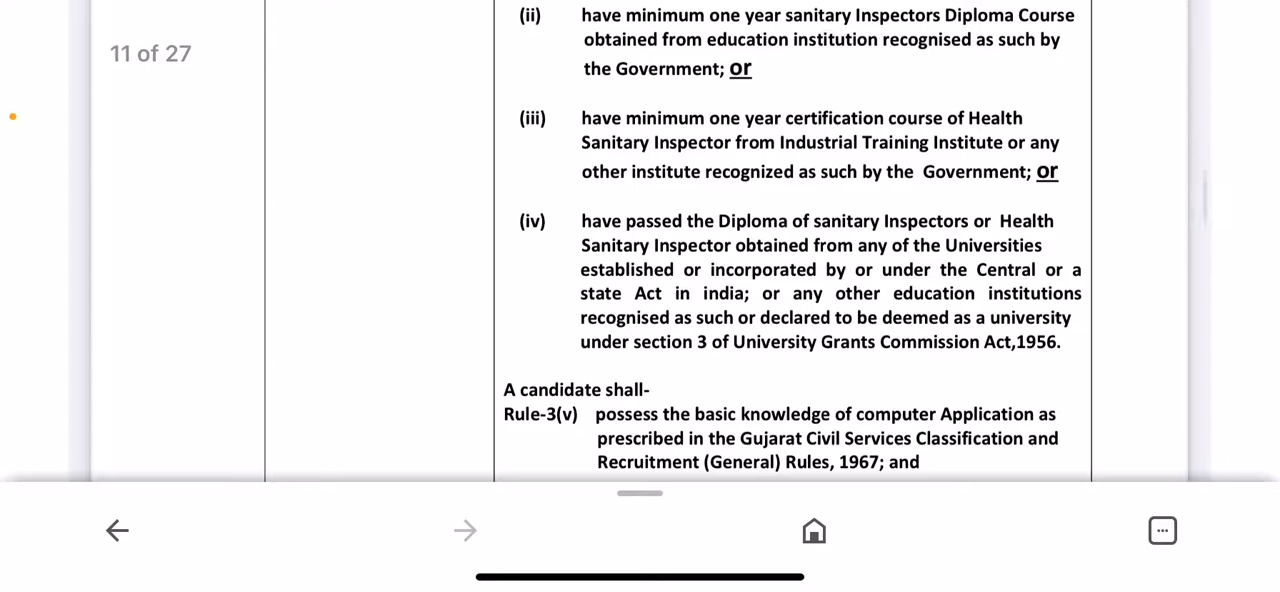 (ii) have minimum one year sanitary Inspectors Diploma Course
obtained from education institution recognised as such by
the Government; or
11 of 27
(iii) have minimum one year certification course of Health
Sanitary Inspector from Industrial Training Institute or any
other institute recognized as such by the Government; or
(iv) have passed the Diploma of sanitary Inspectors or Health
Sanitary Inspector obtained from any of the Universities
established or incorporated by or under the Central or a
state Act in india; or any other education institutions
recognised as such or declared to be deemed as a university
under section 3 of University Grants Commission Act,1956.
A candidate shall-
Rule-3(v) possess the basic knowledge of computer Application as
prescribed in the Gujarat Civil Services Classification and
Recruitment (General) Rules, 1967; and